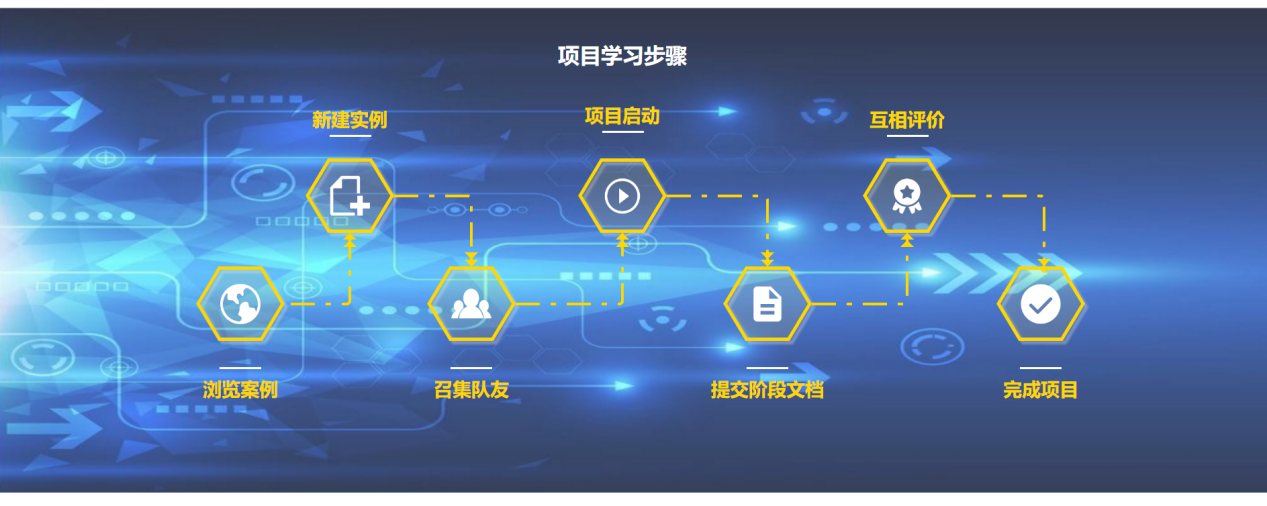 项目学习步骤
新建实例
项目启动
互相评价
浏览案例
召集队友
提交阶段文档
完成项目